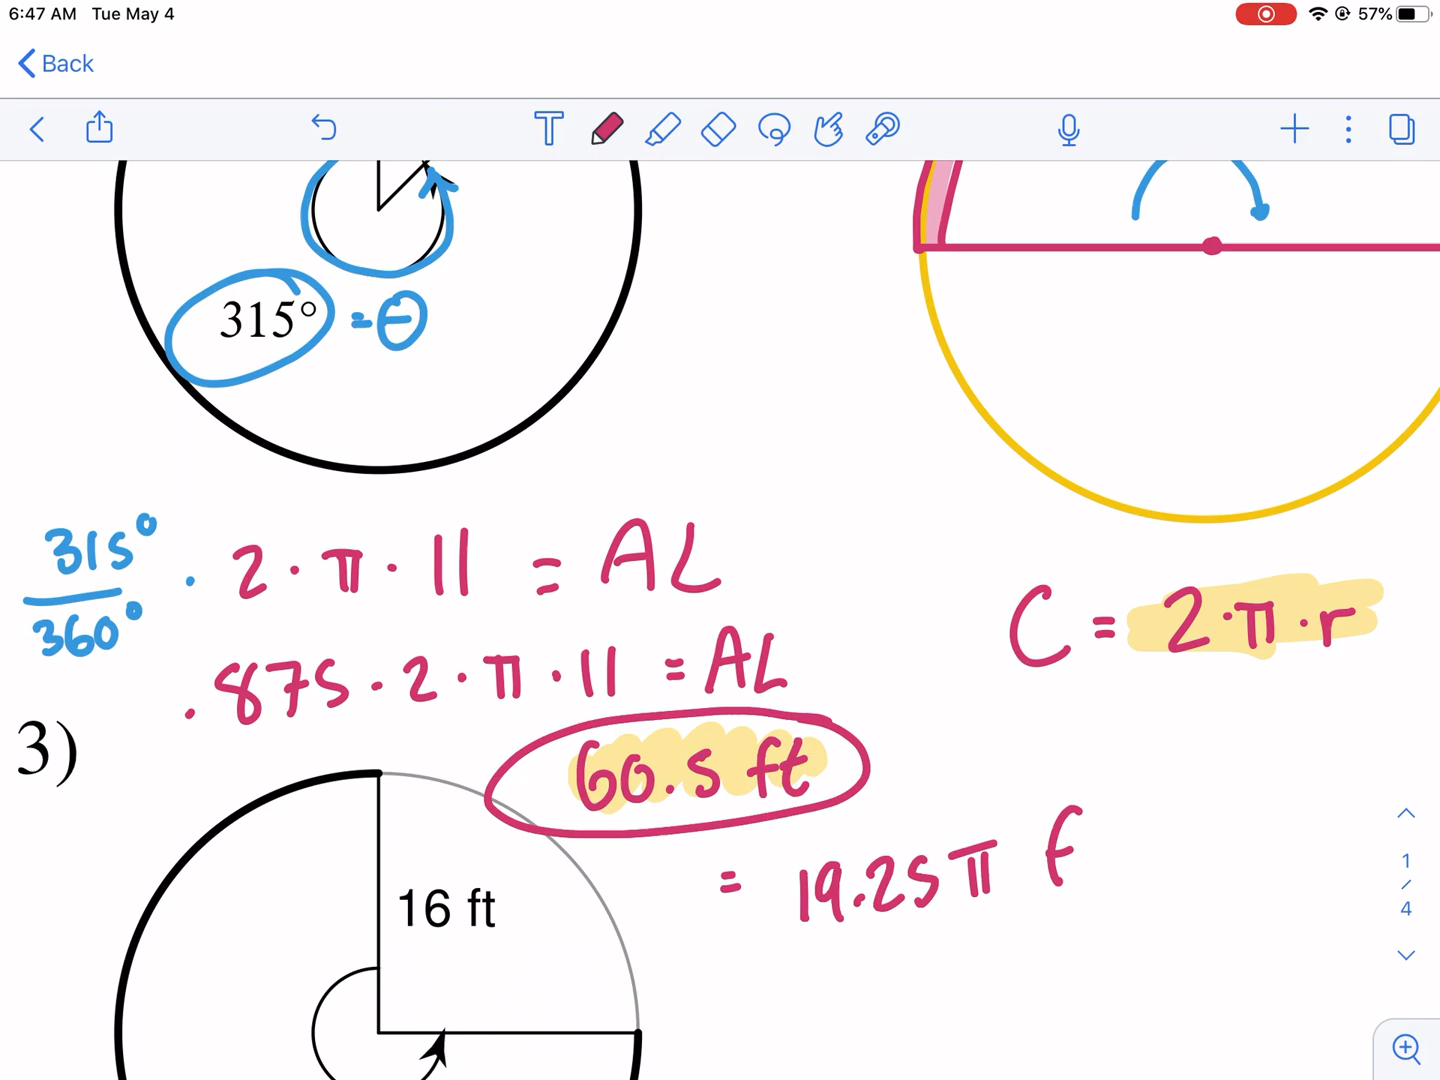 6:47 AM Tue May 4
57%
Back
T
315° = θ
315°/360° · 2 · π · 11 = AL
.875 · 2 · π · 11 = AL
C = 2·π·r
3)
60.5 ft
= 19.25 π f
16 ft
1
/
4